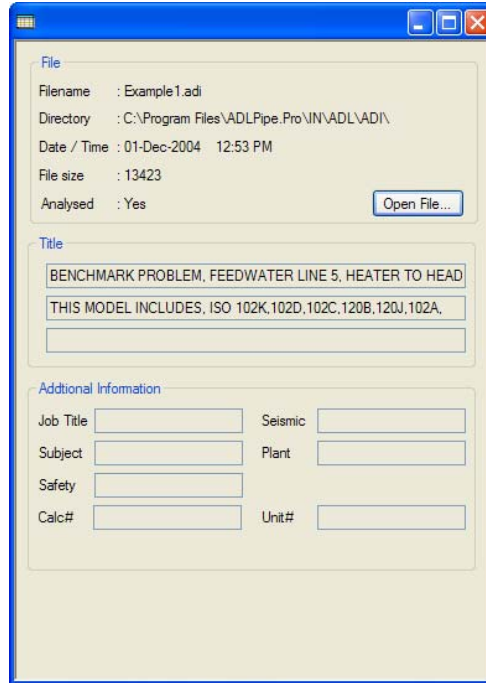 File
Filename : Example1.adi
Directory : C:\Program Files\ADLPipe.Pro\IN\ADL\ADI\
Date / Time : 01-Dec-2004 12:53 PM
File size : 13423
Analysed : Yes
Open File...
Title
BENCHMARK PROBLEM, FEEDWATER LINE 5, HEATER TO HEAD
THIS MODEL INCLUDES, ISO 102K,102D,102C,120B,120J,102A,
Addtional Information
Job Title Seismic
Subject Plant
Safety
Calc# Unit#